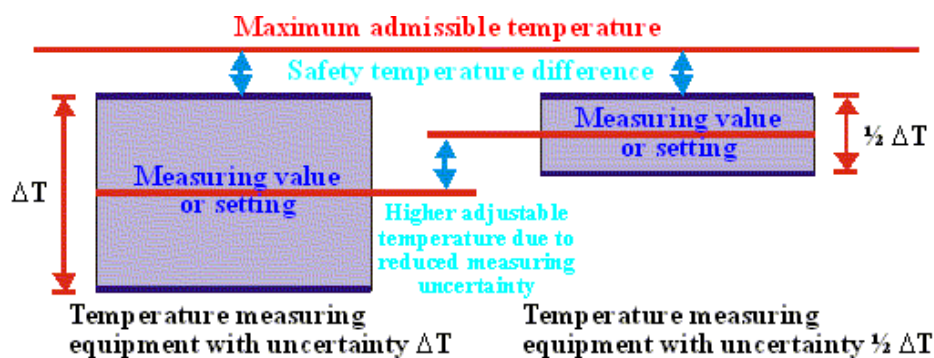 Maximum admissible temperature
Safety temperature difference
ΔT
Measuring value
or setting
Measuring value
or setting
½ ΔT
Higher adjustable
temperature due to
reduced measuring
uncertainty
Temperature measuring
equipment with uncertainty ΔT
Temperature measuring
equipment with uncertainty ½ ΔT